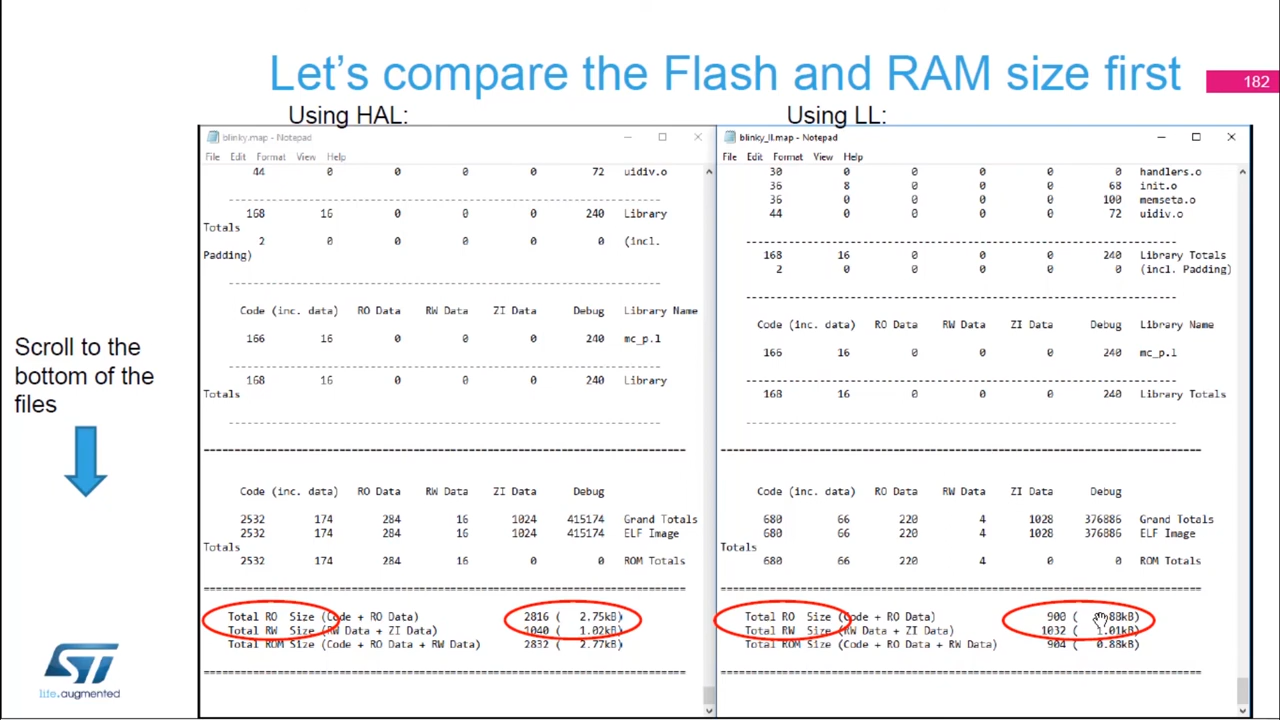 Let's compare the Flash and RAM size first
182
Using HAL:
Using LL:
blinky.map - Notepad
File Edit Format View Help
44 0 0 0 0 72 uidiv.o
----------------------------------------------------------------------
168 16 0 0 0 240 Library
Totals
2 0 0 0 0 0 (incl.
Padding)
----------------------------------------------------------------------
Code (inc. data) RO Data RW Data ZI Data Debug Library Name
166 16 0 0 0 240 mc_p.l
----------------------------------------------------------------------
168 16 0 0 0 240 Library
Totals
----------------------------------------------------------------------
==============================================================================
Code (inc. data) RO Data RW Data ZI Data Debug
2532 174 284 16 1024 415174 Grand Totals
2532 174 284 16 1024 415174 ELF Image
Totals
2532 174 284 16 0 0 ROM Totals
==============================================================================
Total RO Size (Code + RO Data) 2816 ( 2.75kB)
Total RW Size (RW Data + ZI Data) 1040 ( 1.02kB)
Total ROM Size (Code + RO Data + RW Data) 2832 ( 2.77kB)
==============================================================================
blinky_ll.map - Notepad
File Edit Format View Help
30 0 0 0 0 0 handlers.o
36 8 0 0 0 68 init.o
36 0 0 0 0 100 memseta.o
44 0 0 0 0 72 uidiv.o
----------------------------------------------------------------------
168 16 0 0 0 240 Library Totals
2 0 0 0 0 0 (incl. Padding)
----------------------------------------------------------------------
Code (inc. data) RO Data RW Data ZI Data Debug Library Name
166 16 0 0 0 240 mc_p.l
----------------------------------------------------------------------
168 16 0 0 0 240 Library Totals
----------------------------------------------------------------------
==============================================================================
Code (inc. data) RO Data RW Data ZI Data Debug
680 66 220 4 1028 376886 Grand Totals
680 66 220 4 1028 376886 ELF Image
Totals
680 66 220 4 0 0 ROM Totals
==============================================================================
Total RO Size (Code + RO Data) 900 (
Total RW Size (RW Data + ZI Data) 1032 ( 1.01kB)
Total ROM Size (Code + RO Data + RW Data) 904 ( 0.88kB)
==============================================================================
Scroll to the
bottom of the
files
ST
life.augmented